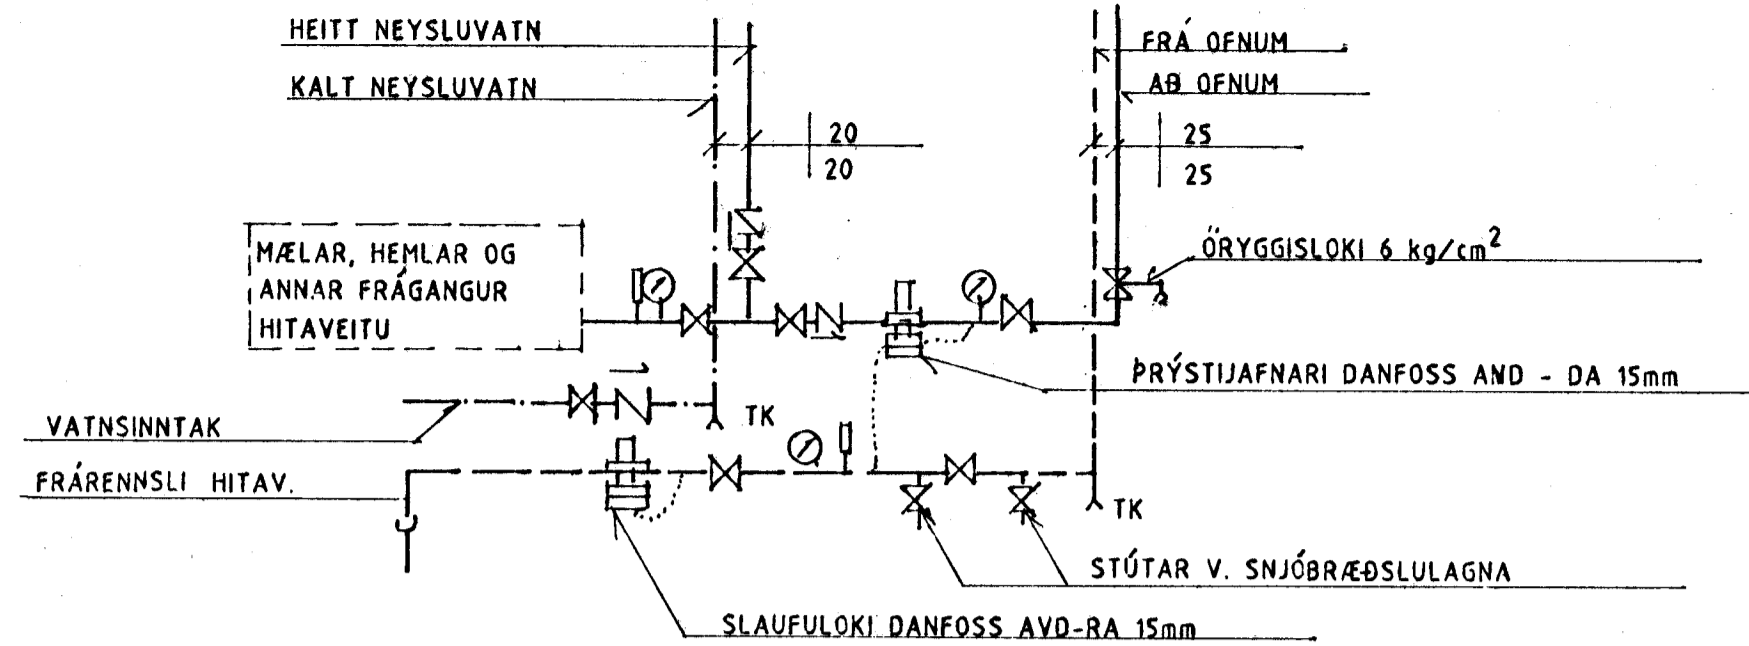 HEITT NEYSLUVATN
KALT NEYSLUVATN
FRÁ OFNUM
AÐ OFNUM
20
20
25
25
MÆLAR, HEMLAR OG
ANNAR FRÁGANGUR
HITAVEITU
ÖRYGGISLOKI 6 kg/cm²
ÞRÝSTIJAFNARI DANFOSS AVD - DA 15mm
VATNSINNTAK
TK
FRÁRENNSLI HITAV.
TK
STÚTAR V. SNJÓBRÆÐSLULAGNA
SLAUFULOKI DANFOSS AVD-RA 15mm